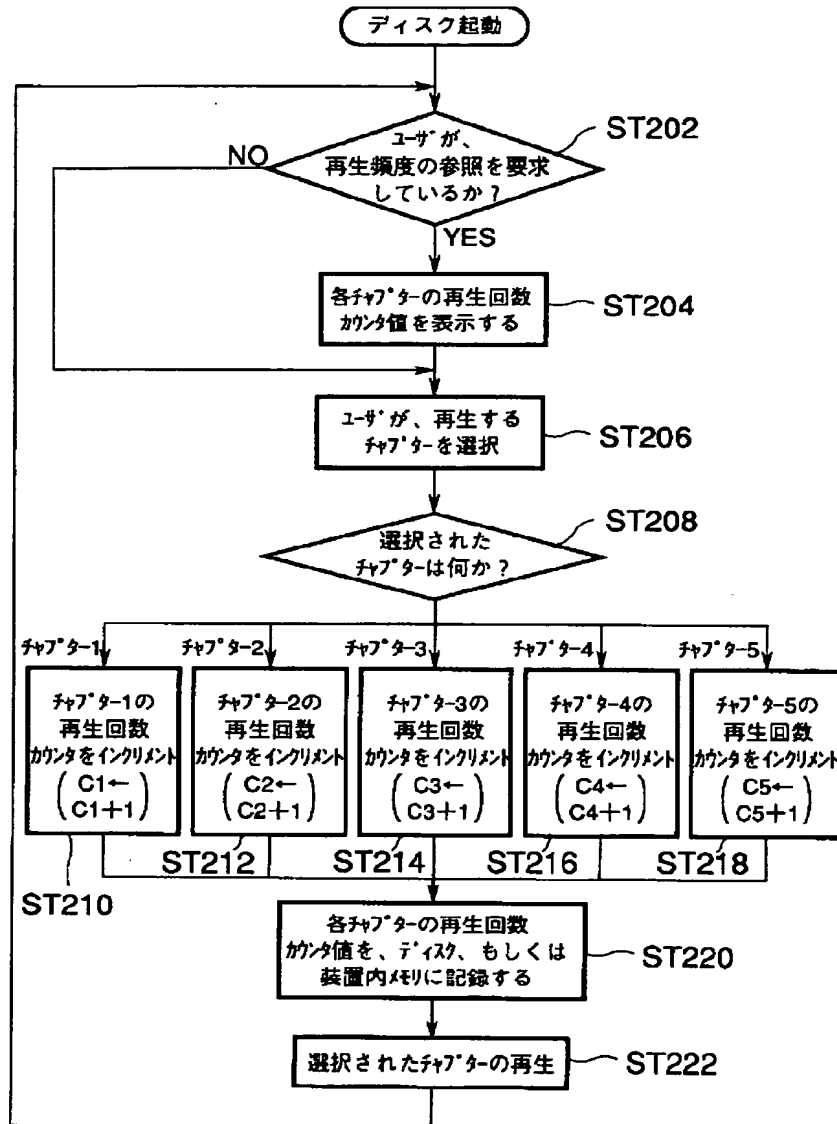 ディスク起動
ユーザが、
再生頻度の参照を要求
しているか?
ST202
NO
YES
各チャプターの再生回数
カウンタ値を表示する
ST204
ユーザが、再生する
チャプターを選択
ST206
選択された
チャプターは何か?
ST208
チャプター1
チャプター2
チャプター3
チャプター4
チャプター5
チャプター1の
再生回数
カウンタをインクリメント
(C1←
C1+1)
ST210
チャプター2の
再生回数
カウンタをインクリメント
(C2←
C2+1)
ST212
チャプター3の
再生回数
カウンタをインクリメント
(C3←
C3+1)
ST214
チャプター4の
再生回数
カウンタをインクリメント
(C4←
C4+1)
ST216
チャプター5の
再生回数
カウンタをインクリメント
(C5←
C5+1)
ST218
各チャプターの再生回数
カウンタ値を、ディスク、もしくは
装置内メモリに記録する
ST220
選択されたチャプターの再生
ST222